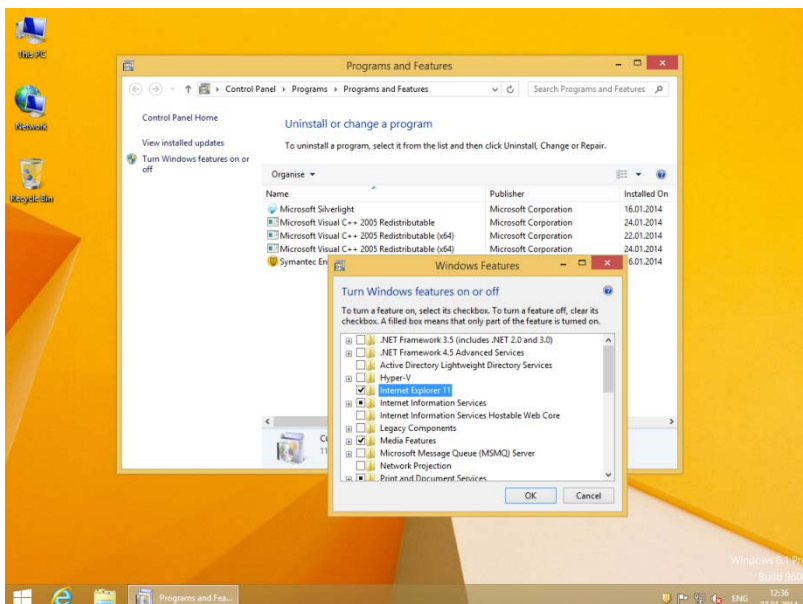 This PC
Network
Recycle Bin
Programs and Features
Control Panel Programs Programs and Features
Search Programs and Features
Control Panel Home
View installed updates
Turn Windows features on or
off
Uninstall or change a program
To uninstall a program, select it from the list and then click Uninstall, Change or Repair.
Organise
Name Publisher Installed On
Microsoft Silverlight Microsoft Corporation 16.01.2014
Microsoft Visual C++ 2005 Redistributable Microsoft Corporation 24.01.2014
Microsoft Visual C++ 2005 Redistributable (x64) Microsoft Corporation 22.01.2014
Microsoft Visual C++ 2005 Redistributable (x64) Microsoft Corporation 24.01.2014
Symantec En 6.01.2014
Cu
11
Windows Features
Turn Windows features on or off
To turn a feature on, select its checkbox. To turn a feature off, clear its
checkbox. A filled box means that only part of the feature is turned on.
.NET Framework 3.5 (includes .NET 2.0 and 3.0)
.NET Framework 4.5 Advanced Services
Active Directory Lightweight Directory Services
Hyper-V
Internet Explorer 11
Internet Information Services
Internet Information Services Hostable Web Core
Legacy Components
Media Features
Microsoft Message Queue (MSMQ) Server
Network Projection
Print and Document Services
OK Cancel
Windows 8.1 Pr
Build 960
Programs and Fea...
ENG
12:36